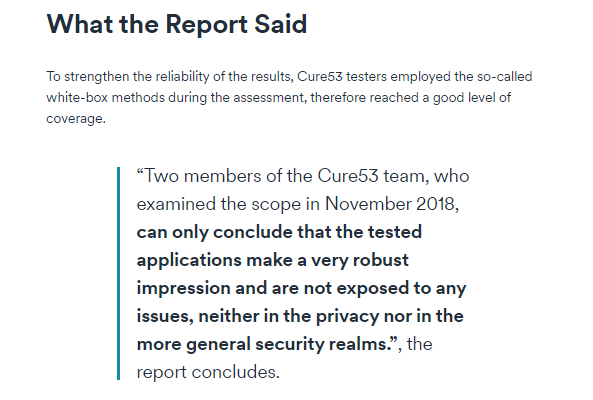 What the Report Said
To strengthen the reliability of the results, Cure53 testers employed the so-called
white-box methods during the assessment, therefore reached a good level of
coverage.
“Two members of the Cure53 team, who
examined the scope in November 2018,
can only conclude that the tested
applications make a very robust
impression and are not exposed to any
issues, neither in the privacy nor in the
more general security realms.”, the
report concludes.